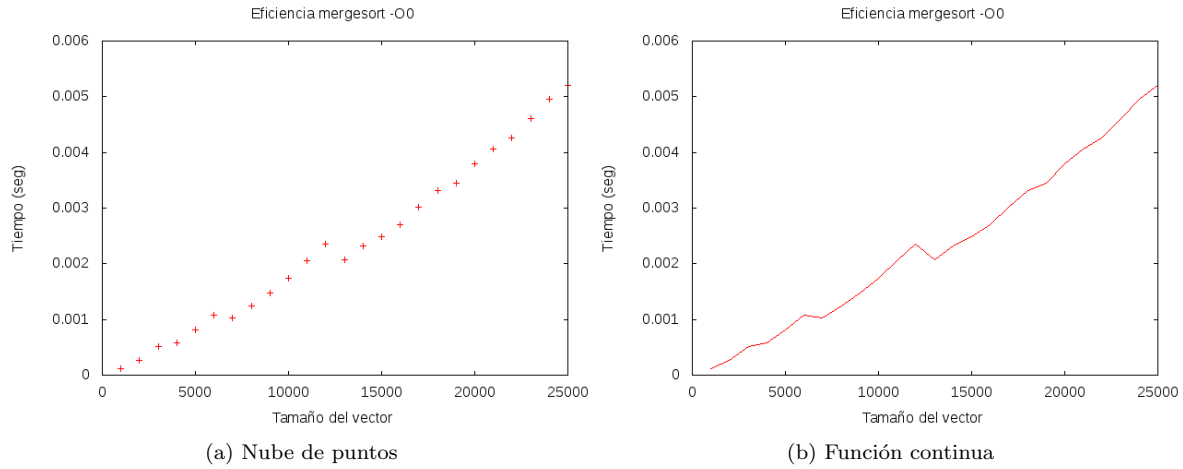 Eficiencia mergesort -O0
0.006
0.005
0.004
0.003
0.002
0.001
0
Tiempo (seg)
0 5000 10000 15000 20000 25000
Tamaño del vector
(a) Nube de puntos
Eficiencia mergesort -O0
0.006
0.005
0.004
0.003
0.002
0.001
0
Tiempo (seg)
0 5000 10000 15000 20000 25000
Tamaño del vector
(b) Función continua